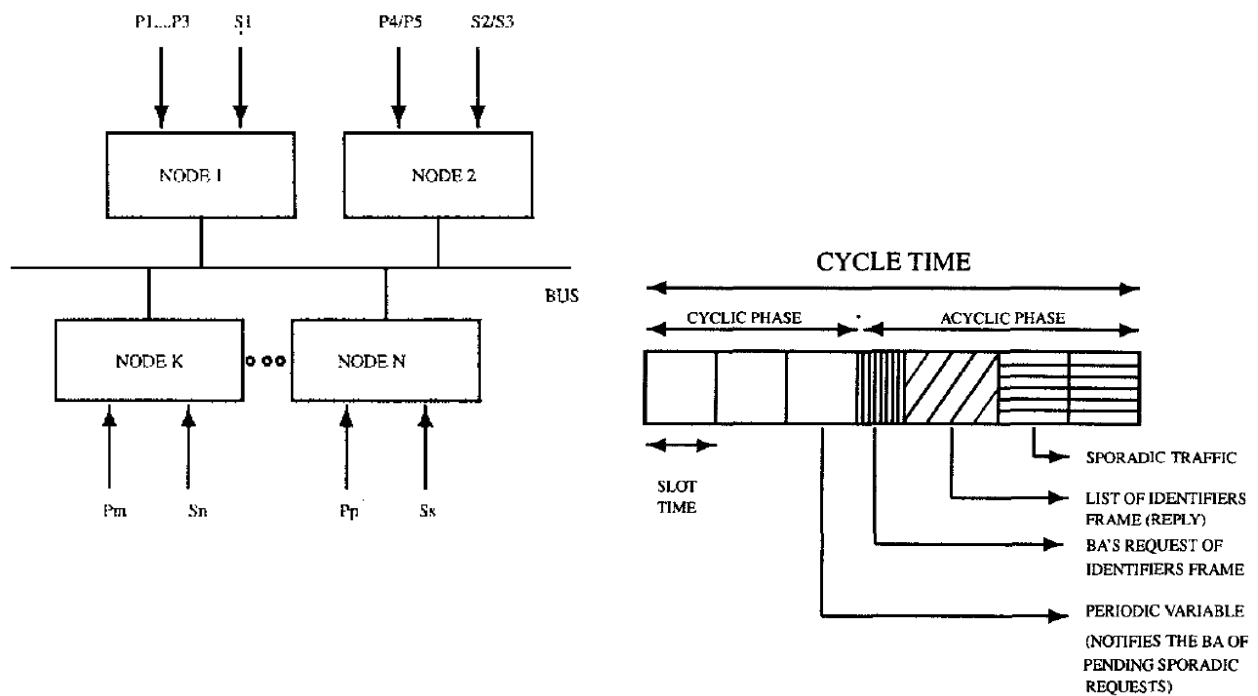 P1....P3
S1
P4/P5
S2/S3
NODE 1
NODE 2
BUS
NODE K
NODE N
Pm
Sn
Pp
Ss
CYCLE TIME
CYCLIC PHASE
ACYCLIC PHASE
SLOT
TIME
SPORADIC TRAFFIC
LIST OF IDENTIFIERS
FRAME (REPLY)
BA'S REQUEST OF
IDENTIFIERS FRAME
PERIODIC VARIABLE
(NOTIFIES THE BA OF
PENDING SPORADIC
REQUESTS)